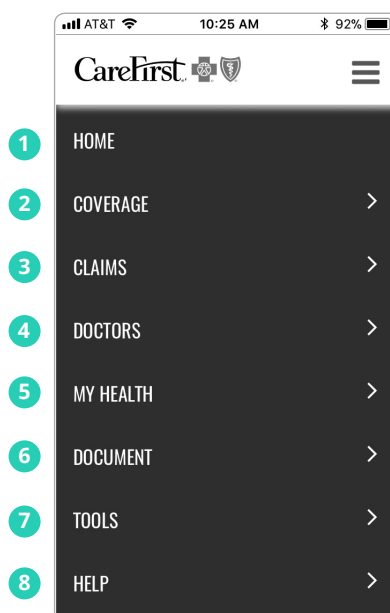 AT&T 10:25 AM 92%
CareFirst
1 HOME
2 COVERAGE
3 CLAIMS
4 DOCTORS
5 MY HEALTH
6 DOCUMENT
7 TOOLS
8 HELP